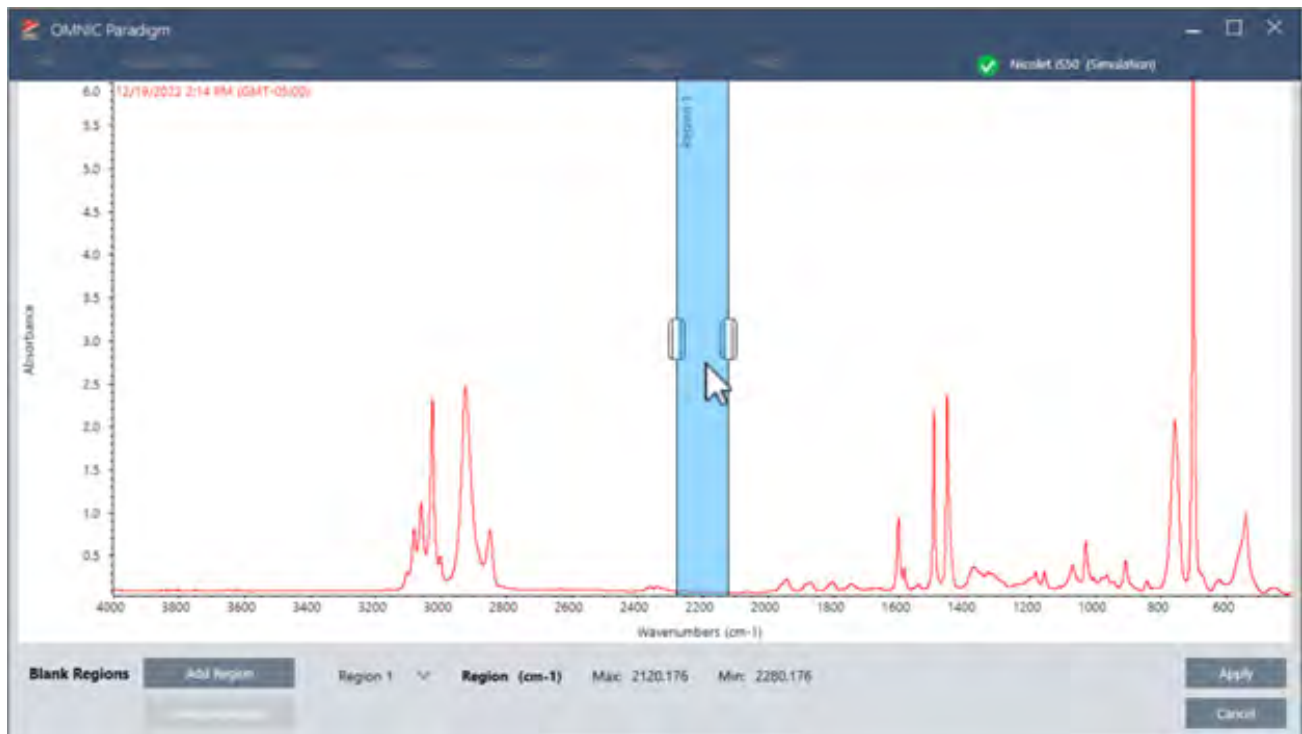 OMNIC Paradigm
Nicolet iS50 (Simulation)
12/19/2022 2:14 PM (GMT-05:00)
Region 1
6.0
5.5
5.0
4.5
4.0
3.5
3.0
2.5
2.0
1.5
1.0
0.5
Absorbance
4000 3800 3600 3400 3200 3000 2800 2600 2400 2200 2000 1800 1600 1400 1200 1000 800 600
Wavenumbers (cm-1)
Blank Regions Add Region Region 1 Region (cm-1) Max: 2120.176 Min: 2280.176 Apply
Cancel